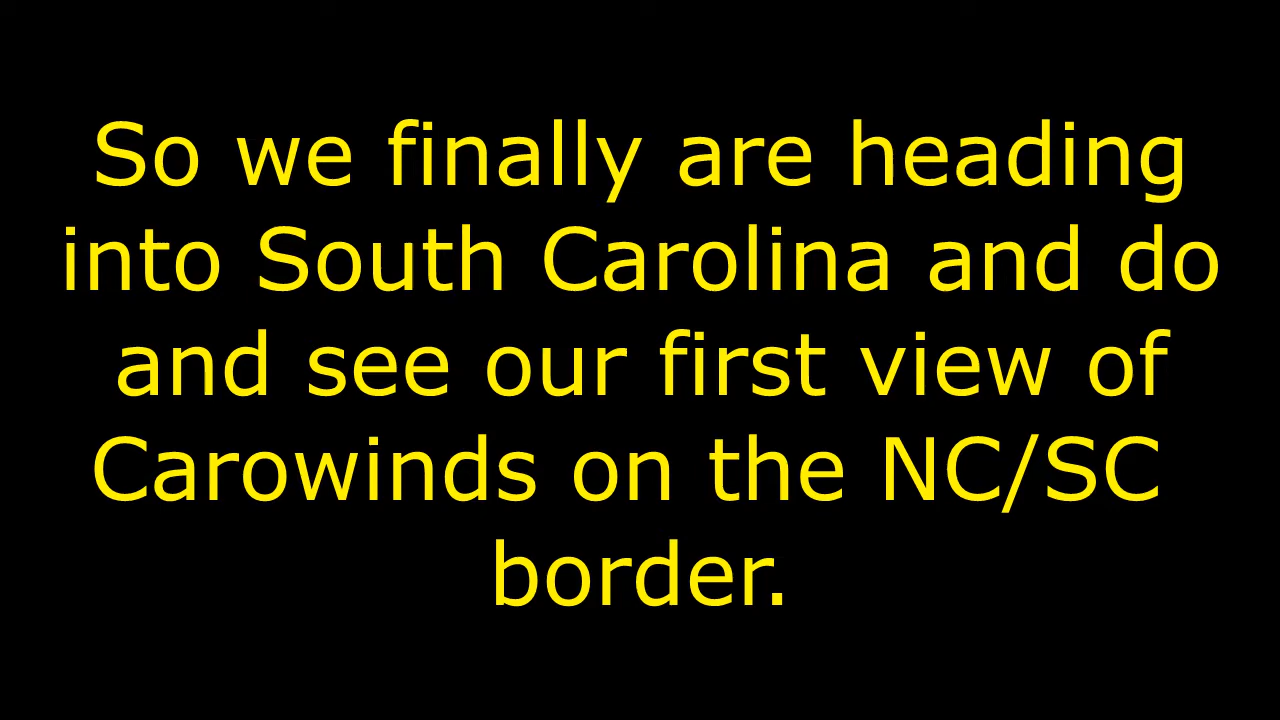 So we finally are heading
into South Carolina and do
and see our first view of
Carowinds on the NC/SC
border.